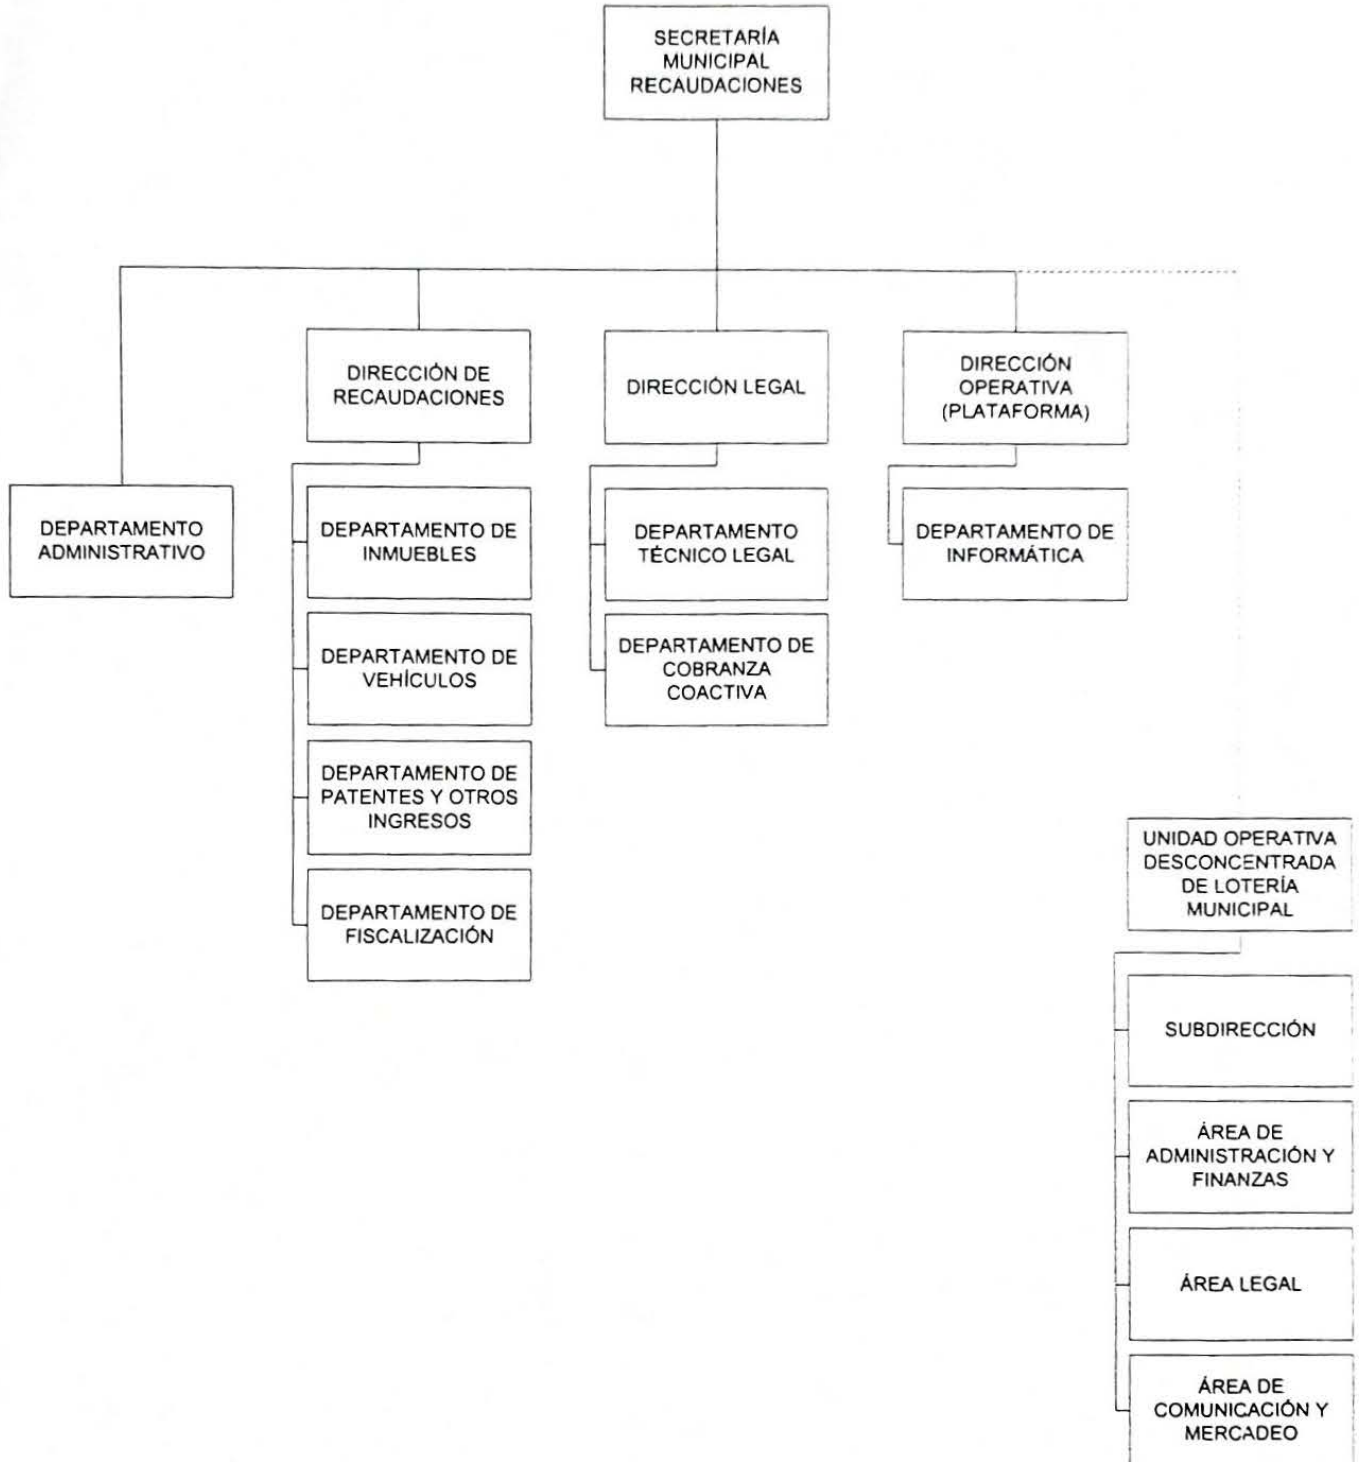 SECRETARÍA
MUNICIPAL
RECAUDACIONES
DIRECCIÓN DE
RECAUDACIONES
DIRECCIÓN LEGAL
DIRECCIÓN
OPERATIVA
(PLATAFORMA)
DEPARTAMENTO
ADMINISTRATIVO
DEPARTAMENTO DE
INMUEBLES
DEPARTAMENTO
TÉCNICO LEGAL
DEPARTAMENTO DE
INFORMÁTICA
DEPARTAMENTO DE
VEHÍCULOS
DEPARTAMENTO DE
COBRANZA
COACTIVA
DEPARTAMENTO DE
PATENTES Y OTROS
INGRESOS
DEPARTAMENTO DE
FISCALIZACIÓN
UNIDAD OPERATIVA
DESCONCENTRADA
DE LOTERÍA
MUNICIPAL
SUBDIRECCIÓN
ÁREA DE
ADMINISTRACIÓN Y
FINANZAS
ÁREA LEGAL
ÁREA DE
COMUNICACIÓN Y
MERCADEO